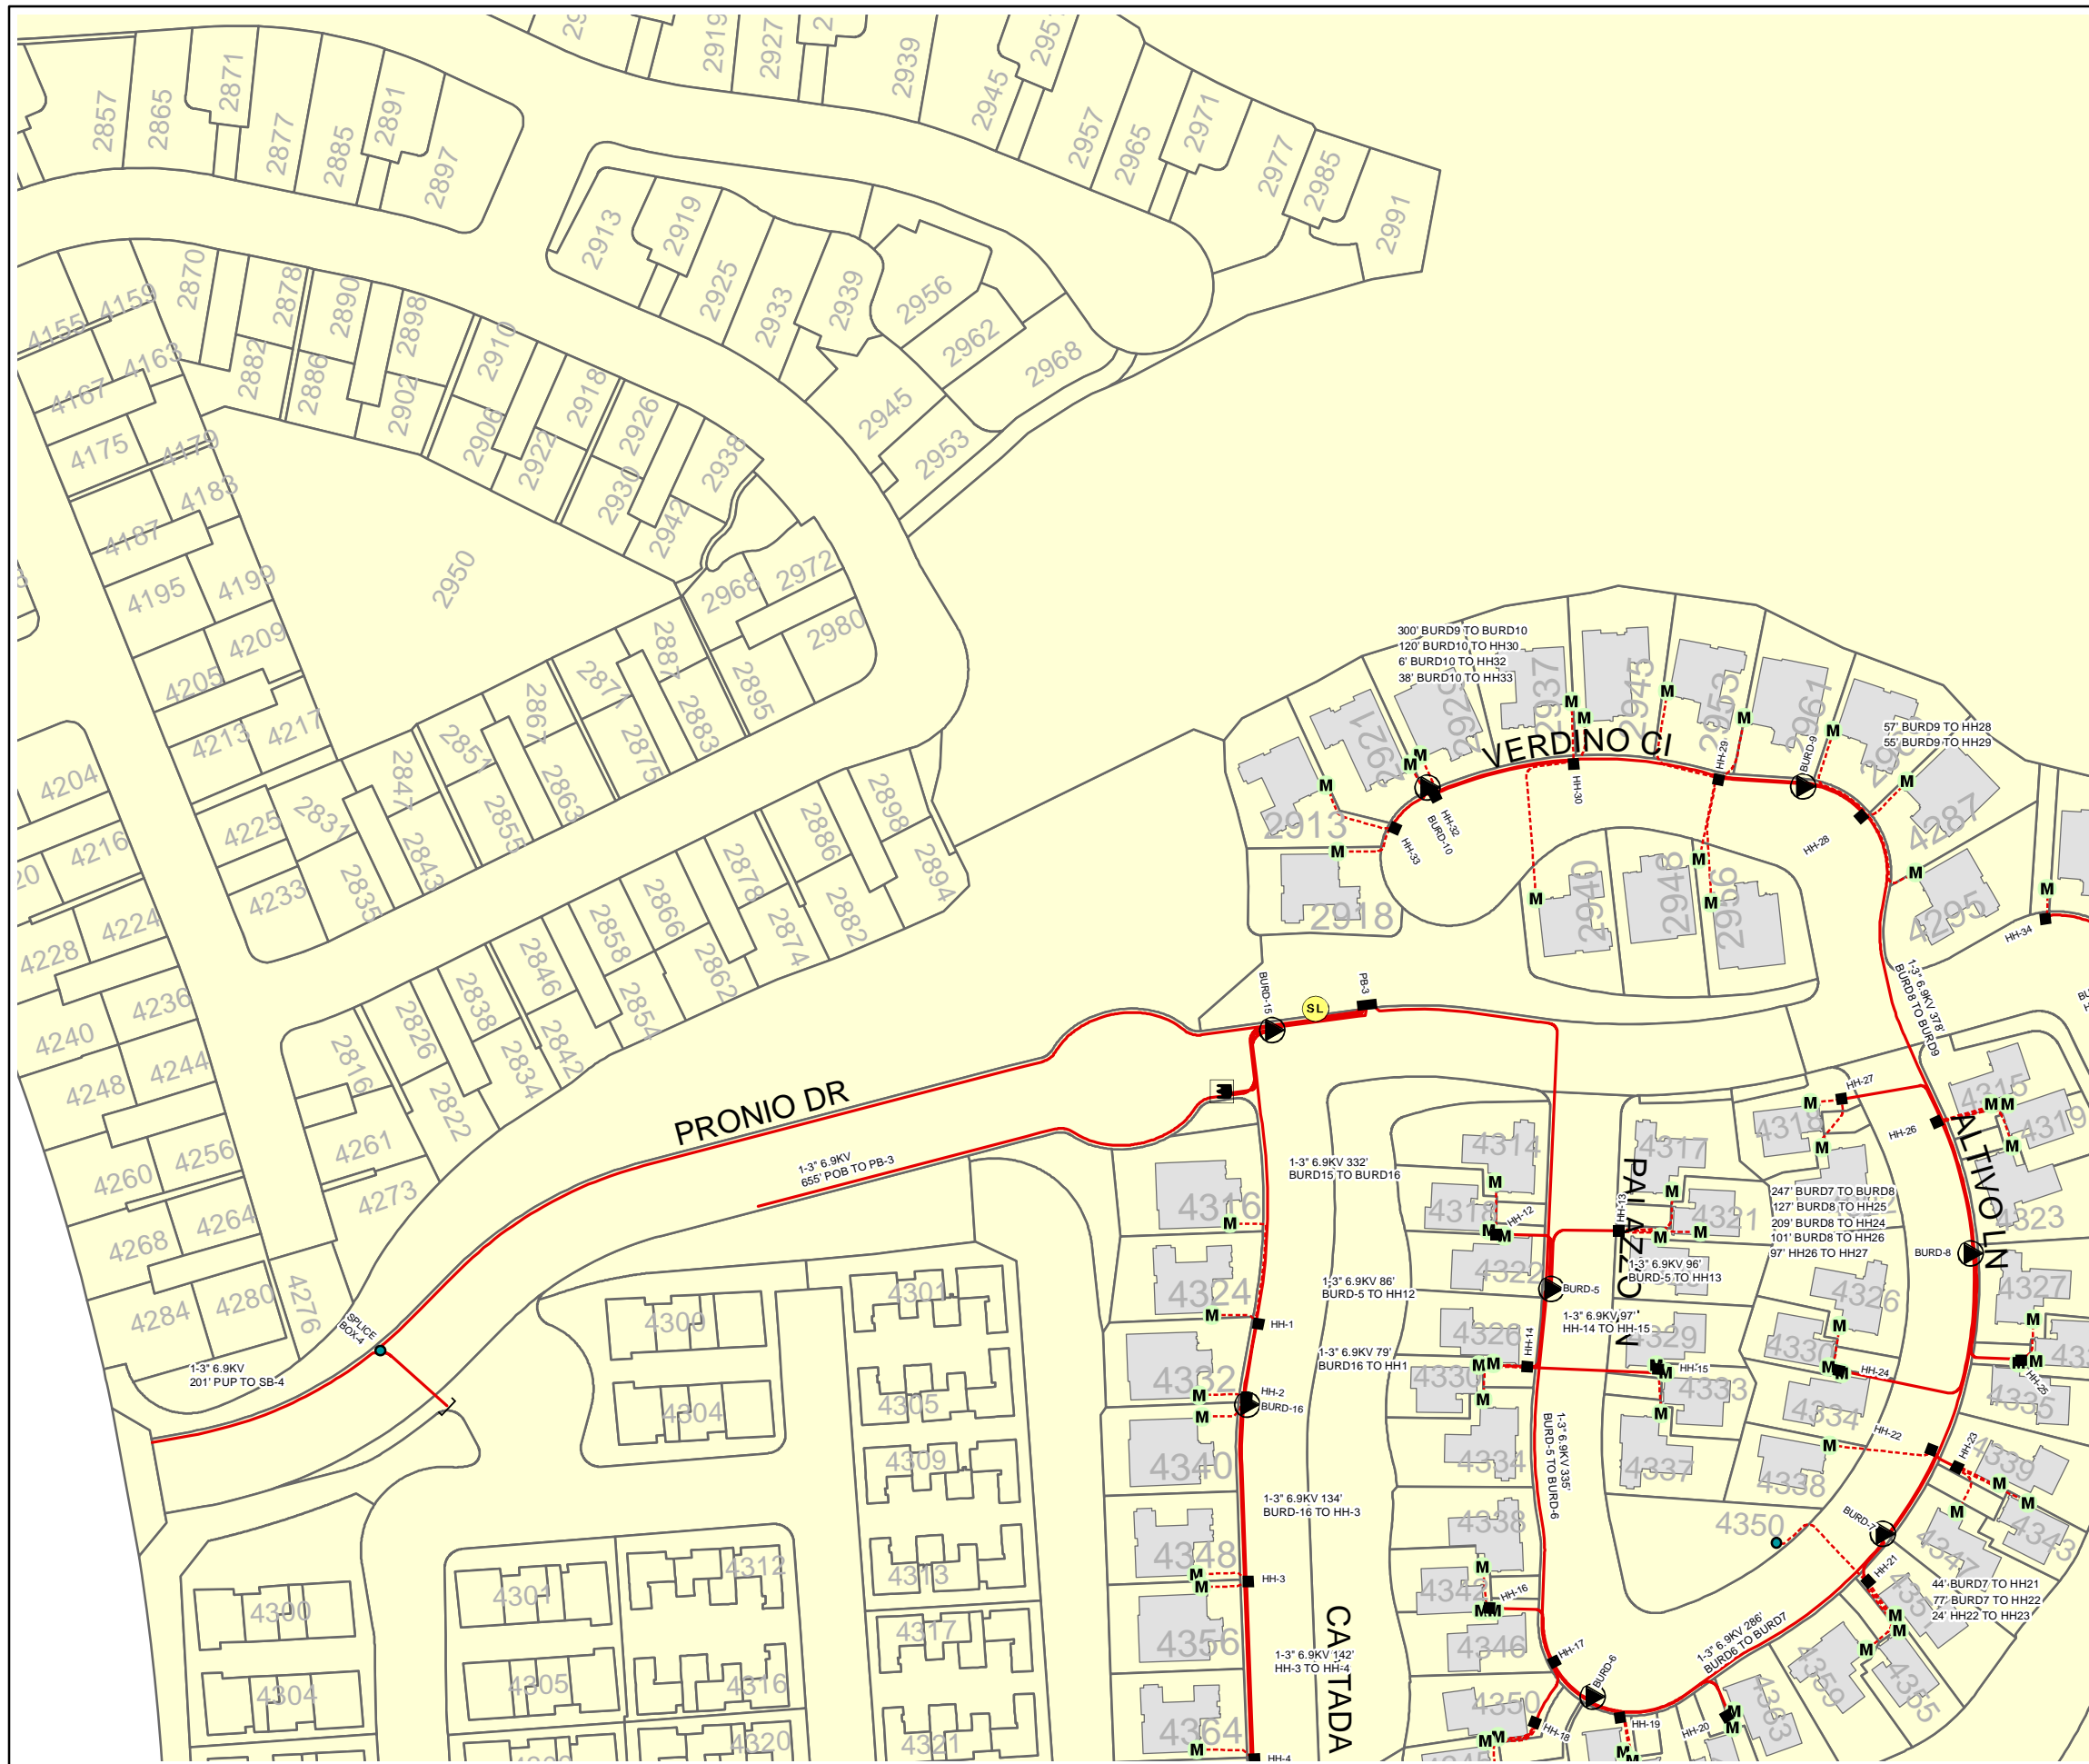 2919
2927
2939
2945
2957
2965
2971
2977
2985
2991
2857
2865
2871
2877
2885
2891
2897
2913
2919
2925
2933
2939
2956
2962
2968
2945
2953
4155
4159
4163
4167
4175
4179
4183
4187
4195
4199
4205
4209
4213
4217
4225
4233
2870
2878
2882
2886
2890
2898
2902
2906
2910
2918
2922
2926
2930
2938
2942
2950
2968
2972
2980
2887
2895
2871
2875
2883
2867
2863
2851
2855
2847
2843
2831
2835
4204
4216
4224
4228
4236
4240
4244
4248
4256
4260
4264
4268
4276
4280
4284
2898
2894
2886
2882
2878
2874
2866
2862
2858
2854
2846
2842
2838
2834
2826
2822
2816
4261
4273
300' BURD9 TO BURD10
120' BURD10 TO HH30
6' BURD10 TO HH32
38' BURD10 TO HH33
2921
2929
2937
2945
2953
2961
57' BURD9 TO HH28
55' BURD9 TO HH29
VERDINO CI
BURD-9
HH-29
HH-30
HH-32
BURD-10
HH-33
HH-28
2913
2918
2940
2948
2956
4287
4295
HH-34
1-3" 6.9KV 378'
BURD8 TO BURD9
BURD-15
SL
PB-3
PRONIO DR
1-3" 6.9KV
655' POB TO PB-3
1-3" 6.9KV 332'
BURD15 TO BURD16
4314
4317
4318
4321
4322
HH-12
HH-13
PALAZZO LN
HH-27
HH-26
4315
4319
4318
ALTIVO LN
247' BURD7 TO BURD8
127' BURD8 TO HH25
209' BURD8 TO HH24
101' BURD8 TO HH26
97' HH26 TO HH27
4323
BURD-8
4327
4326
4330
4334
HH-24
HH-25
4335
4316
4324
HH-1
1-3" 6.9KV 86'
BURD-5 TO HH12
1-3" 6.9KV 96'
BURD-5 TO HH13
BURD-5
1-3" 6.9KV 97'
HH-14 TO HH-15
1-3" 6.9KV 79'
BURD16 TO HH1
4326
4329
HH-14
HH-15
4330
4333
4332
HH-2
BURD-16
4340
4334
4337
4338
HH-22
HH-23
4339
4343
4347
BURD-7
4350
HH-21
44' BURD7 TO HH21
77' BURD7 TO HH22
24' HH22 TO HH23
1-3" 6.9KV 335'
BURD-5 TO BURD-6
1-3" 6.9KV 134'
BURD-16 TO HH-3
4348
HH-3
4356
4338
4342
HH-16
4346
HH-17
BURD-6
1-3" 6.9KV 286'
BURD6 TO BURD7
1-3" 6.9KV 142'
HH-3 TO HH-4
4364
HH-4
4350
HH-18
HH-19
HH-20
4363
4359
4355
SPLICE
BOX-4
1-3" 6.9KV
201' PUP TO SB-4
4300
4304
4301
4305
4309
4313
4317
4321
4309
4304
4301
4305
4312
4316
4320